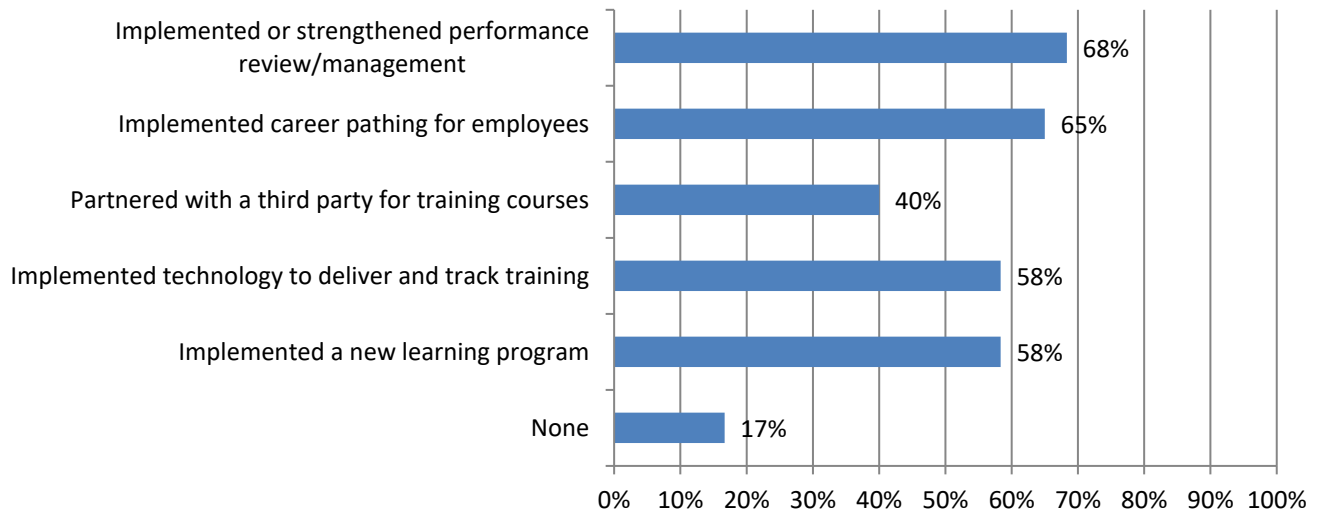 Implemented or strengthened performance
review/management
68%
Implemented career pathing for employees
65%
Partnered with a third party for training courses
40%
Implemented technology to deliver and track training
58%
Implemented a new learning program
58%
None
17%
0% 10% 20% 30% 40% 50% 60% 70% 80% 90% 100%